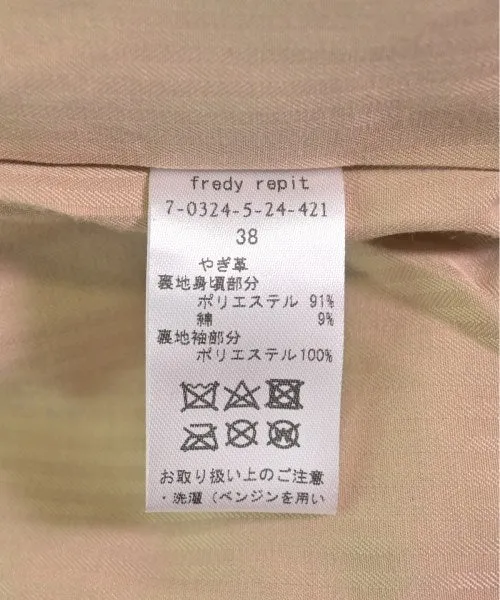 fredy repit
7-0324-5-24-421
38
やぎ革
裏地身頃部分
ポリエステル 91%
綿 9%
裏地袖部分
ポリエステル100%
お取り扱い上のご注意
・洗濯（ベンジンを用い